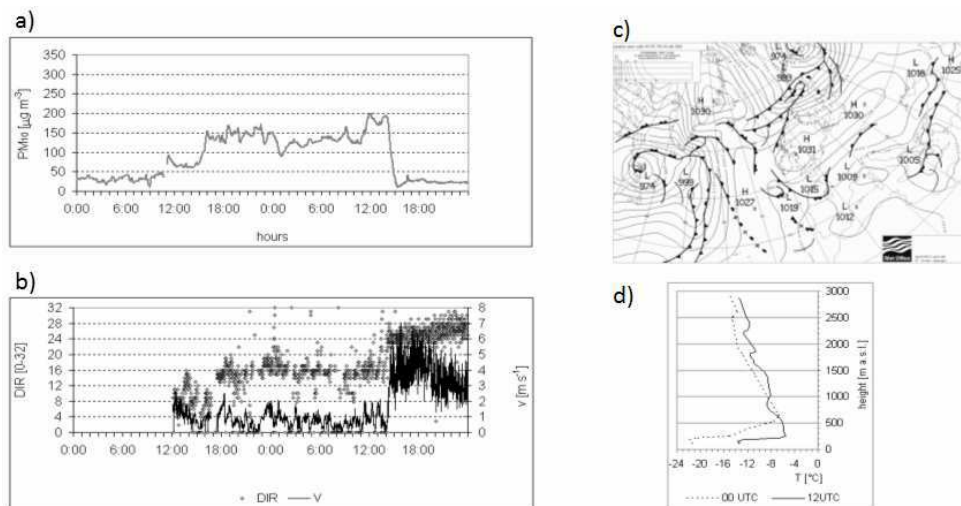 a)
PM10 [µg m-3]
350
300
250
200
150
100
50
0
0:00 6:00 12:00 18:00 0:00 6:00 12:00 18:00
hours
b)
DIR [0-32]
32
28
24
20
16
12
8
4
0
8
7
6
5
4
3
2
1
0
v [m s-1]
0:00 6:00 12:00 18:00 0:00 6:00 12:00 18:00
DIR V
c)
L
974
L
H
1030
H
1030
L
1018
H
1025
H
1031
L
974
L
999
H
1027
L
1019
L
1015
L
1009
L
1012
L
1005
Met Office
d)
3000
2500
2000
1500
1000
500
0
height [m a.s.l.]
-24 -20 -16 -12 -8 -4 0
T [°C]
00 UTC 12UTC